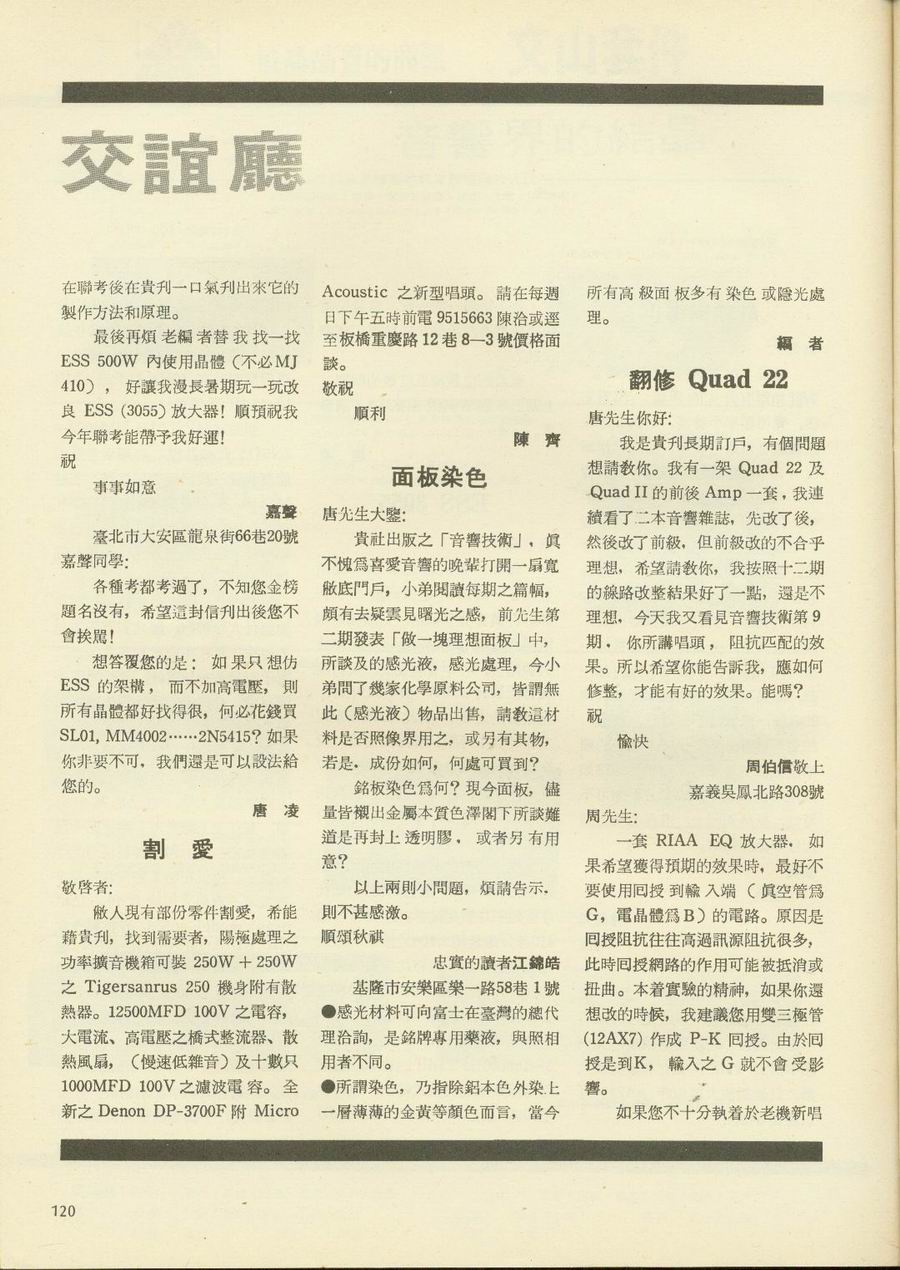 交誼廳
在聯考後在貴刋一口氣刋出來它的
製作方法和原理。
最後再煩老編者替我找一找
ESS 500W 內使用晶體（不必MJ
410），好讓我漫長暑期玩一玩改
良 ESS (3055) 放大器！順預祝我
今年聯考能帶予我好運！
祝
事事如意
嘉聲
臺北市大安區龍泉街66巷20號
嘉聲同學：
各種考都考過了，不知您金榜
題名沒有，希望這封信刋出後您不
會挨駡！
想答覆您的是：如果只想仿
ESS 的架構，而不加高電壓，則
所有晶體都好找得很，何必花錢買
SL01, MM4002……2N5415？如果
你非要不可，我們還是可以設法給
您的。
唐　凌
割　愛
敬啓者：
敝人現有部份零件割愛，希能
藉貴刋，找到需要者，陽極處理之
功率擴音機箱可裝 250W＋250W
之 Tigersanrus 250 機身附有散
熱器。12500MFD 100V 之電容，
大電流、高電壓之橋式整流器、散
熱風扇，（慢速低雜音）及十數只
1000MFD 100V 之濾波電容。全
新之 Denon DP-3700F 附 Micro
Acoustic 之新型唱頭。請在每週
日下午五時前電 9515663 陳洽或逕
至板橋重慶路 12 巷 8—3 號價格面
談。
敬祝
順利
陳　齊
面板染色
唐先生大鑒：
貴社出版之「音響技術」，眞
不愧爲喜愛音響的晚輩打開一扇寬
敞底門戶，小弟閱讀每期之篇幅，
頗有去疑雲見曙光之感，前先生第
二期發表「做一塊理想面板」中，
所談及的感光液，感光處理，今小
弟問了幾家化學原料公司，皆謂無
此（感光液）物品出售，請敎這材
料是否照像界用之，或另有其物，
若是．成份如何，何處可買到？
銘板染色爲何？現今面板，儘
量皆襯出金屬本質色澤閣下所談難
道是再封上透明膠，或者另有用
意？
以上兩則小問題，煩請告示．
則不甚感激。
順頌秋祺
忠實的讀者江錦皓
基隆市安樂區樂一路58巷 1 號
●感光材料可向富士在臺灣的總代
理洽詢，是銘牌專用藥液，與照相
用者不同。
●所謂染色，乃指除鋁本色外染上
一層薄薄的金黃等顏色而言，當今
所有高級面板多有染色或隱光處
理。
編　者
翻修 Quad 22
唐先生你好：
我是貴刋長期訂戶，有個問題
想請敎你。我有一架 Quad 22 及
Quad II 的前後 Amp 一套，我連
續看了二本音響雜誌，先改了後，
然後改了前級，但前級改的不合乎
理想，希望請敎你，我按照十二期
的線路改整結果好了一點，還是不
理想，今天我又看見音響技術第 9
期．你所講唱頭，阻抗匹配的效
果。所以希望你能告訴我，應如何
修整，才能有好的效果。能嗎？
祝
愉快
周伯信敬上
嘉義吳鳳北路308號
周先生：
一套 RIAA EQ 放大器．如
果希望獲得預期的效果時，最好不
要使用囘授到輸入端（眞空管爲
G，電晶體爲B）的電路。原因是
囘授阻抗往往高過訊源阻抗很多，
此時囘授網路的作用可能被抵消或
扭曲。本着實驗的精神，如果你還
想改的時候，我建議您用雙三極管
(12AX7) 作成 P-K 囘授。由於囘
授是到K，輸入之 G 就不會受影
響。
如果您不十分執着於老機新唱
120